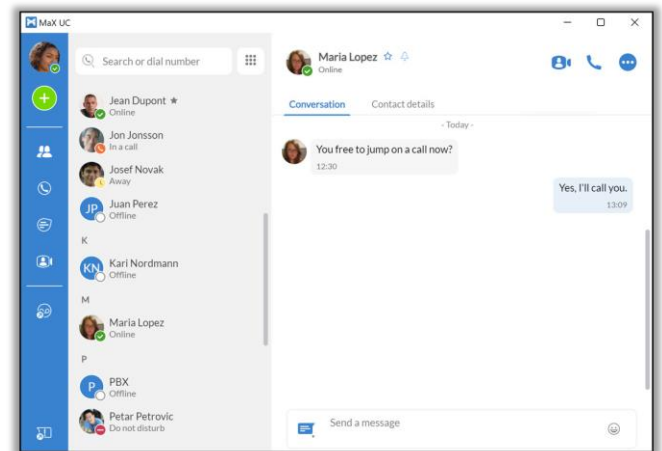 MaX UC
Search or dial number
Jean Dupont ★
Online
Jon Jonsson
In a call
Josef Novak
Away
JP
Juan Perez
Offline
K
KN
Kari Nordmann
Offline
M
Maria Lopez
Online
P
P
PBX
Offline
Petar Petrovic
Do not disturb
Maria Lopez
Online
Conversation Contact details
- Today -
You free to jump on a call now?
12:30
Yes, I'll call you.
13:09
Send a message